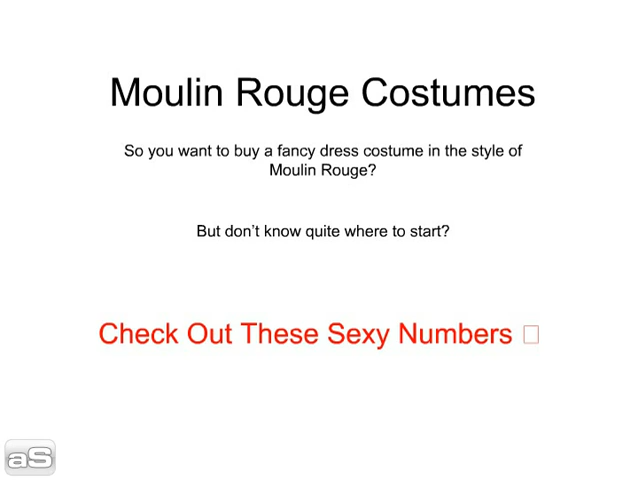 Moulin Rouge Costumes
So you want to buy a fancy dress costume in the style of
Moulin Rouge?
But don’t know quite where to start?
Check Out These Sexy Numbers
aS